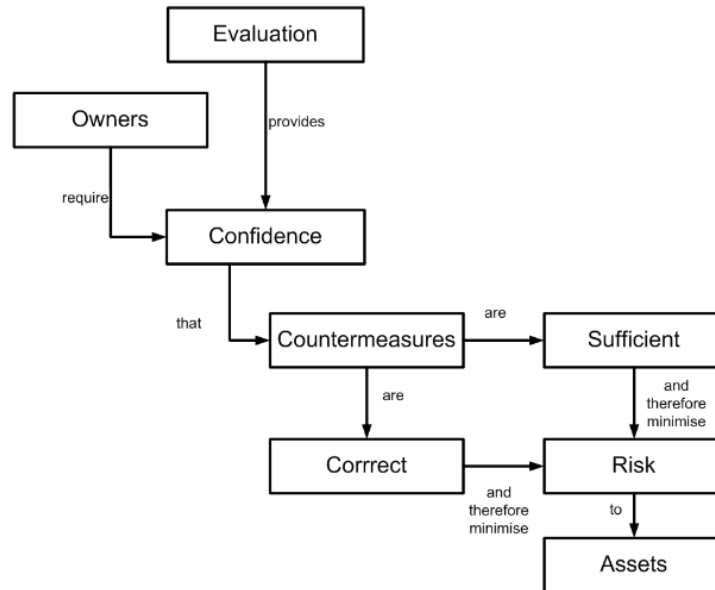 Evaluation
Owners
provides
require
Confidence
that
are
Countermeasures
Sufficient
are
and
therefore
minimise
Corrrect
Risk
and
therefore
minimise
to
Assets